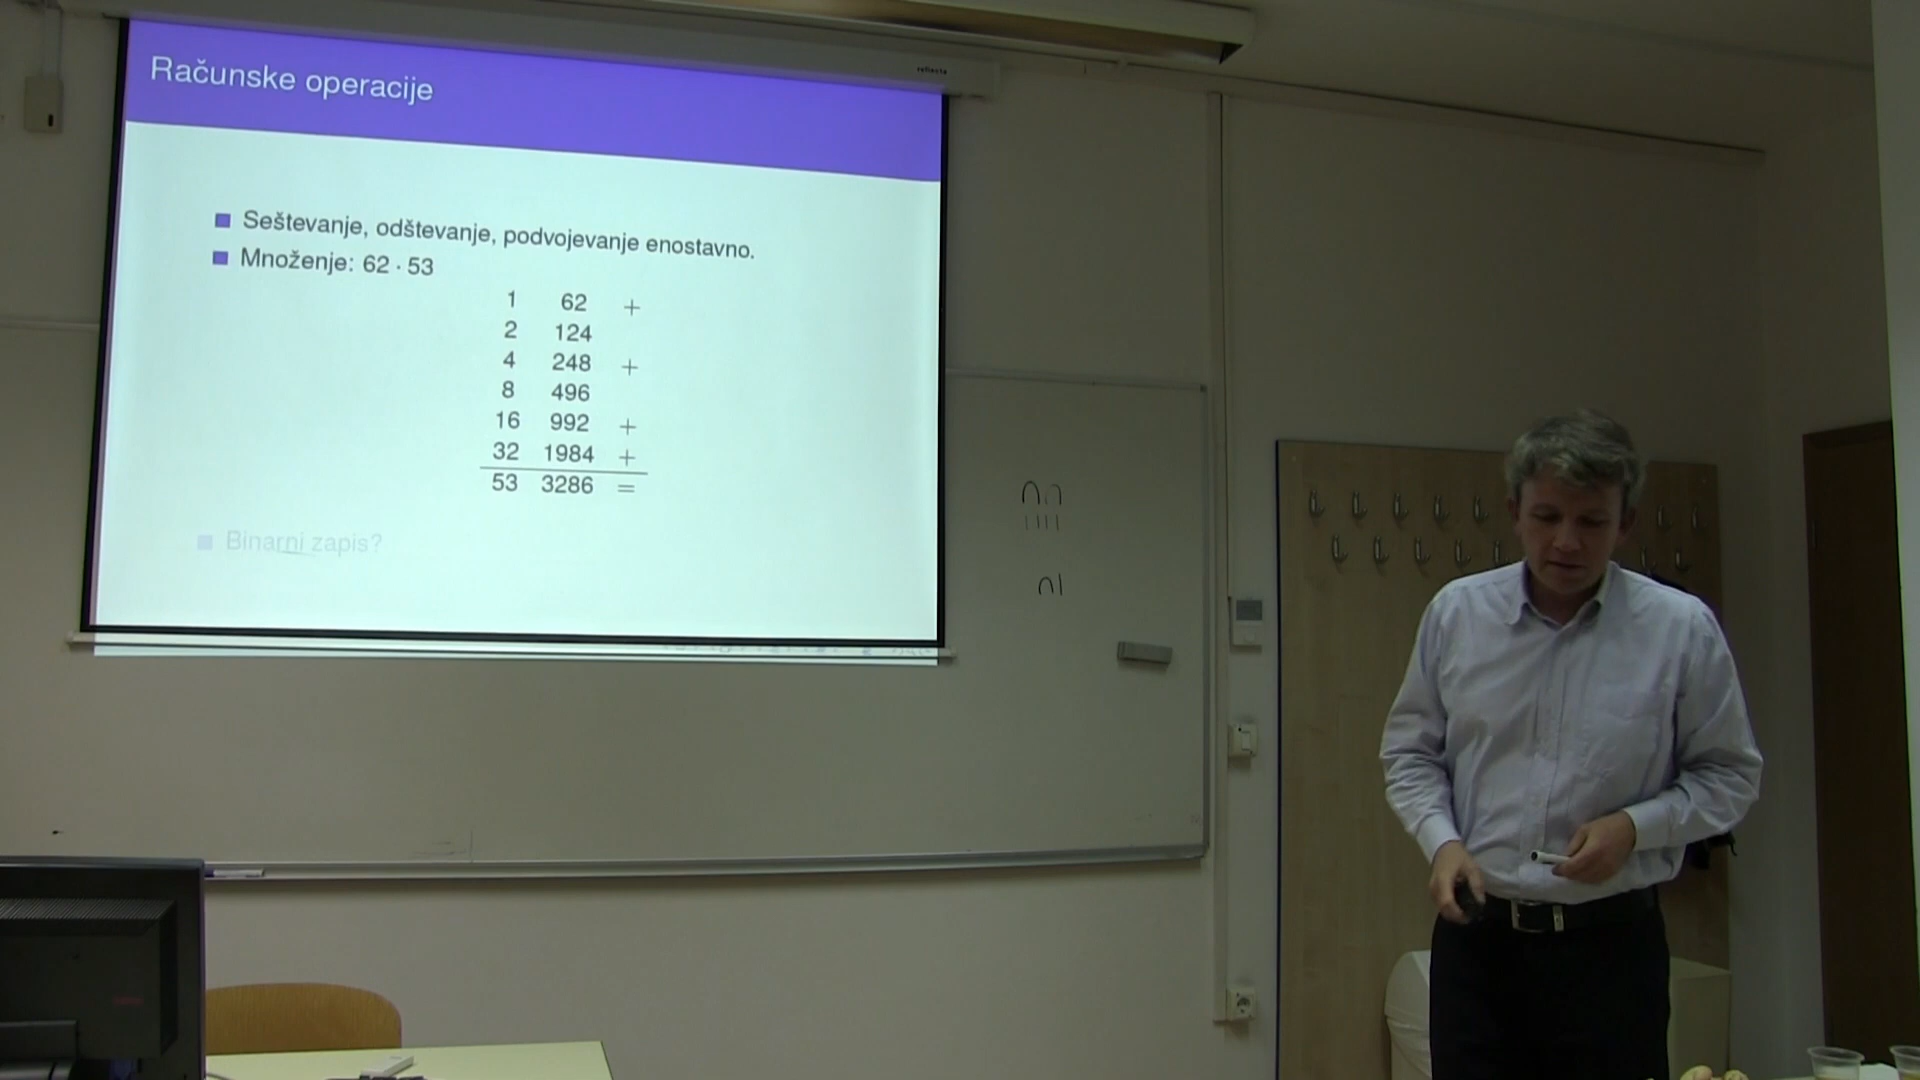 reflecta
Računske operacije
Seštevanje, odštevanje, podvojevanje enostavno.
Množenje: 62 · 53
1 62 +
2 124
4 248 +
8 496
16 992 +
32 1984 +
53 3286 =
Binarni zapis?
∩∩
||||
∩|